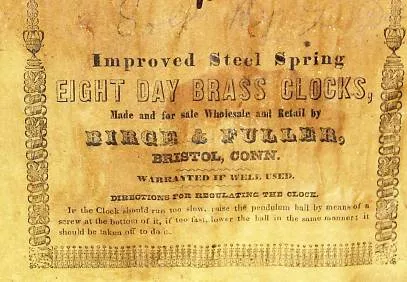 Improved Steel Spring
EIGHT DAY BRASS CLOCKS,
Made and for sale Wholesale and Retail by
BIRGE & FULLER,
BRISTOL, CONN.
WARRANTED IF WELL USED.
DIRECTIONS FOR REGULATING THE CLOCK.
If the Clock should run too slow, raise the pendulum ball by means of a
screw at the bottom of it, if too fast, lower the ball in the same manner; it
should be taken off to do it.